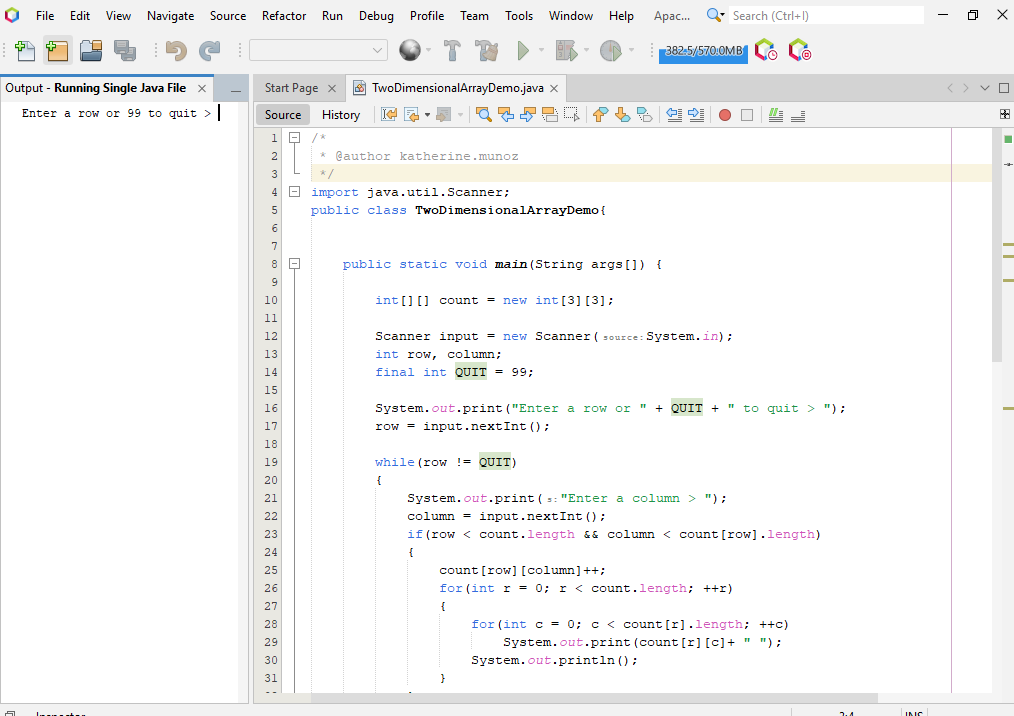 File Edit View Navigate Source Refactor Run Debug Profile Team Tools Window Help Apac... Search (Ctrl+I)
382.5/570.0MB
Output - Running Single Java File
Enter a row or 99 to quit >
Start Page TwoDimensionalArrayDemo.java
Source History
1 /*
2 * @author katherine.munoz
3 */
4 import java.util.Scanner;
5 public class TwoDimensionalArrayDemo{
6
7
8 public static void main(String args[]) {
9
10 int[][] count = new int[3][3];
11
12 Scanner input = new Scanner( source: System.in);
13 int row, column;
14 final int QUIT = 99;
15
16 System.out.print("Enter a row or " + QUIT + " to quit > ");
17 row = input.nextInt();
18
19 while(row != QUIT)
20 {
21 System.out.print( s: "Enter a column > ");
22 column = input.nextInt();
23 if(row < count.length && column < count[row].length)
24 {
25 count[row][column]++;
26 for(int r = 0; r < count.length; ++r)
27 {
28 for(int c = 0; c < count[r].length; ++c)
29 System.out.print(count[r][c]+ " ");
30 System.out.println();
31 }